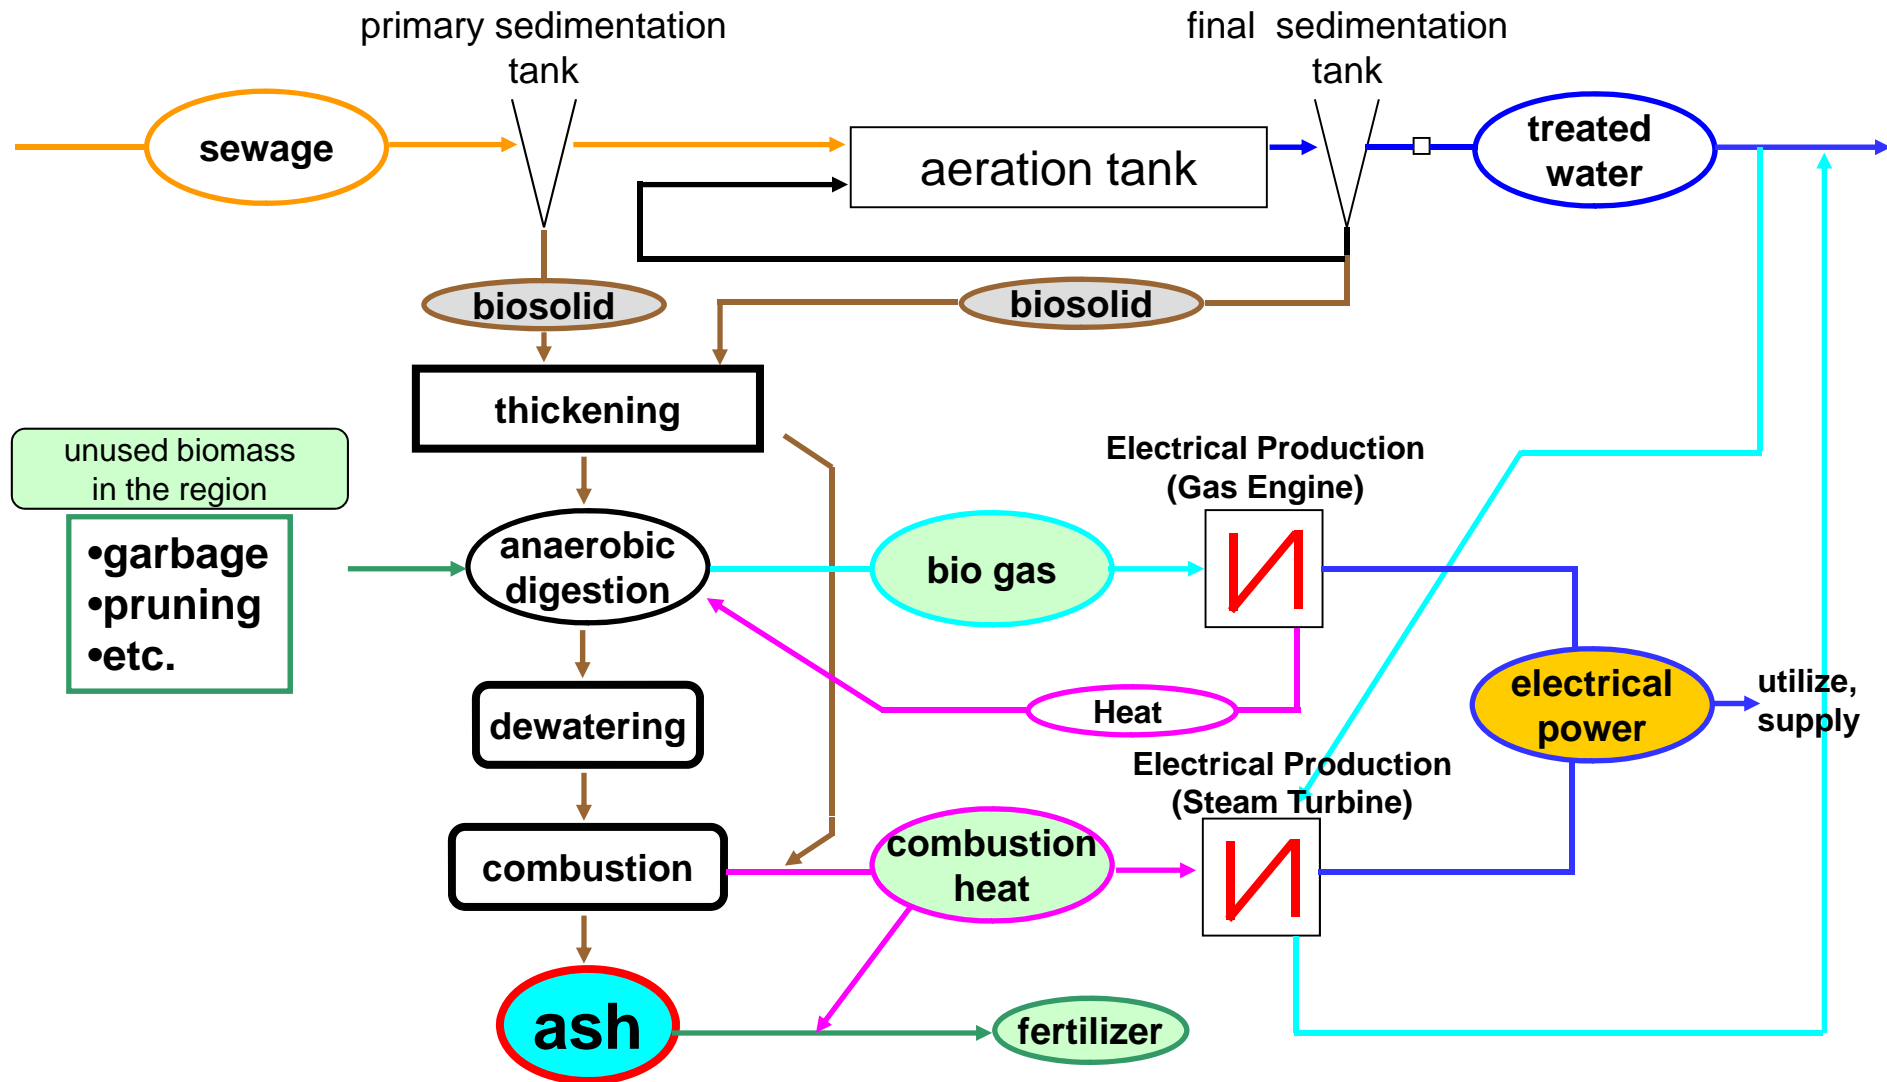 primary sedimentation
tank
final sedimentation
tank
sewage
aeration tank
treated
water
biosolid
biosolid
thickening
unused biomass
in the region
•garbage
•pruning
•etc.
anaerobic
digestion
bio gas
Electrical Production
(Gas Engine)
Heat
electrical
power
utilize,
supply
dewatering
Electrical Production
(Steam Turbine)
combustion
combustion
heat
ash
fertilizer